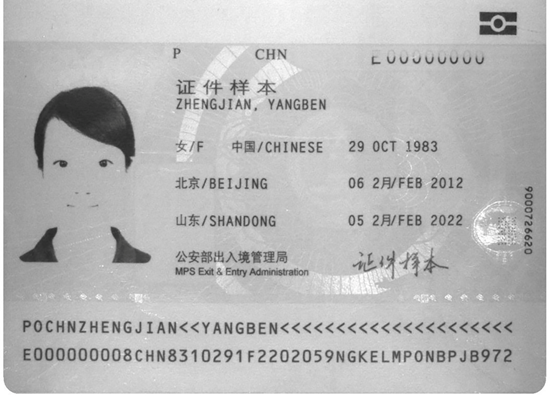 P CHN E00000000
证件样本
ZHENGJIAN, YANGBEN
女/F 中国/CHINESE 29 OCT 1983
北京/BEIJING 06 2月/FEB 2012
山东/SHANDONG 05 2月/FEB 2022
公安部出入境管理局
MPS Exit & Entry Administration
证件样本
9000726620
POCHNZHENGJIAN<<YANGBEN<<<<<<<<<<<<<<<<<<<<<
E000000008CHN8310291F2202059NGKELMPONBPJB972